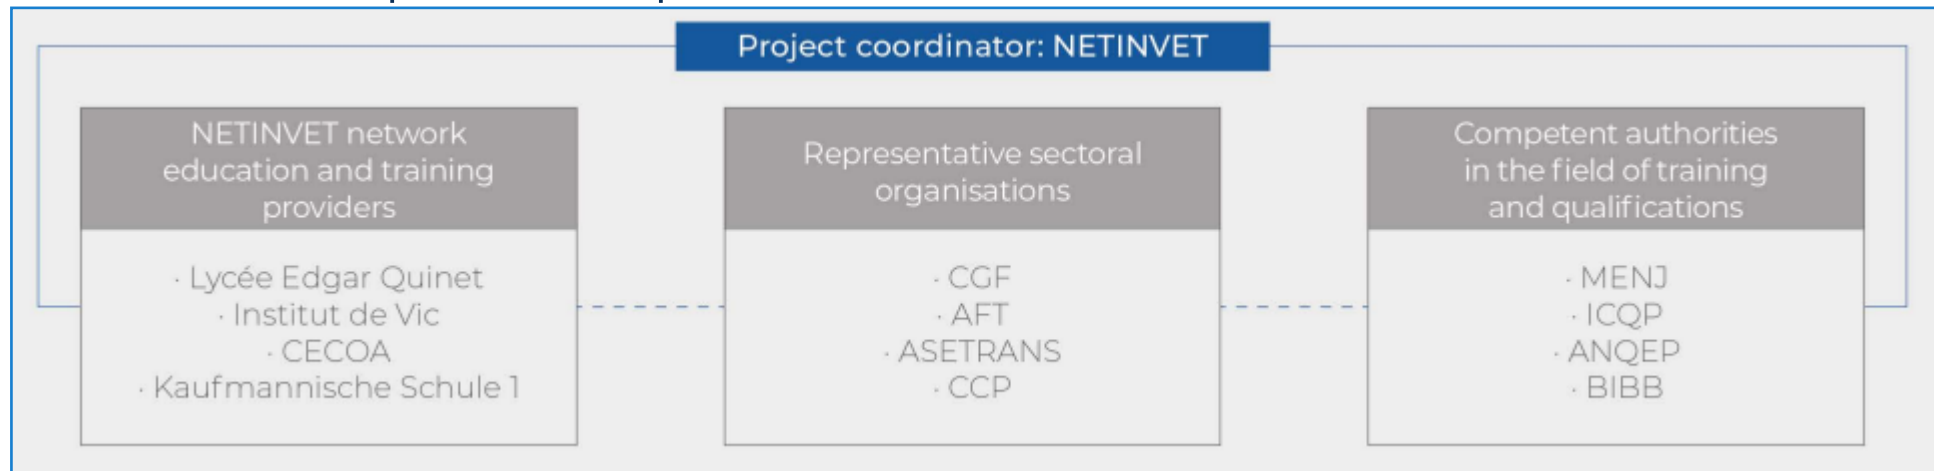 Project coordinator: NETINVET
NETINVET network
education and training
providers
· Lycée Edgar Quinet
· Institut de Vic
· CECOA
· Kaufmannische Schule 1
Representative sectoral
organisations
· CGF
· AFT
· ASETRANS
· CCP
Competent authorities
in the field of training
and qualifications
· MENJ
· ICQP
· ANQEP
· BIBB